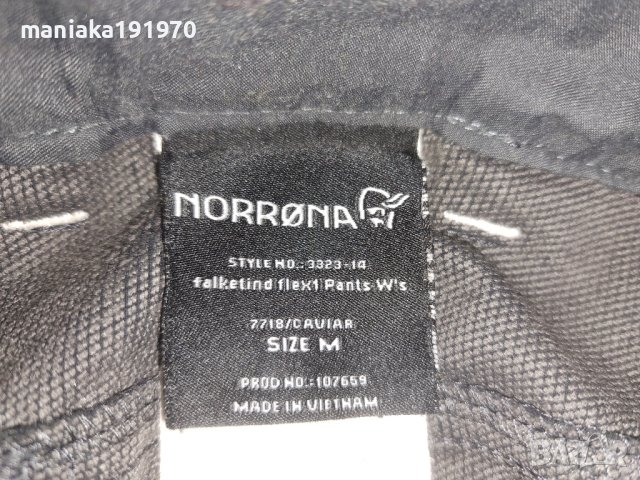 maniaka191970
NORRØNA
STYLE NO.: 3323-14
falketind flex1 Pants W's
7718/CAVIAR
SIZE M
PROD NO.: 107659
MADE IN VIETNAM